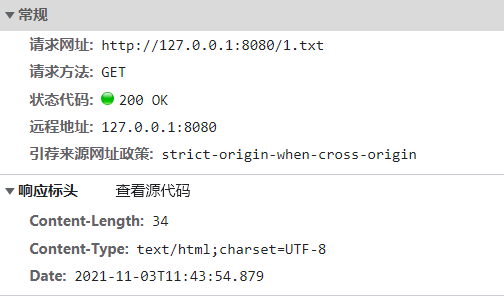 常规
请求网址: http://127.0.0.1:8080/1.txt
请求方法: GET
状态代码: 200 OK
远程地址: 127.0.0.1:8080
引荐来源网址政策: strict-origin-when-cross-origin
响应标头 查看源代码
Content-Length: 34
Content-Type: text/html;charset=UTF-8
Date: 2021-11-03T11:43:54.879